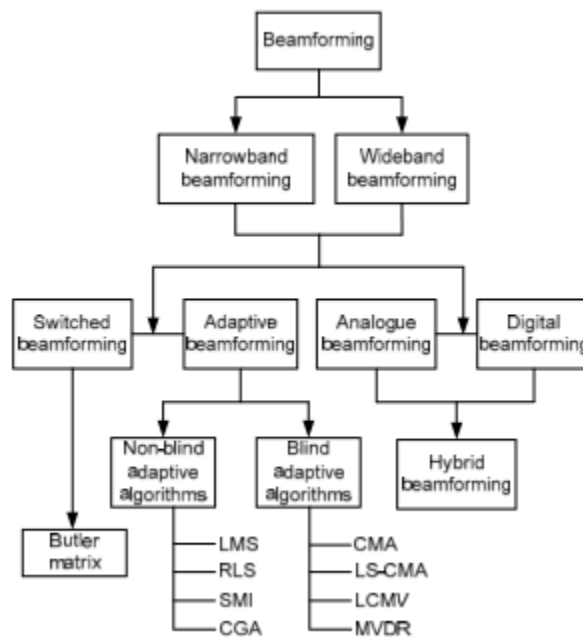 Beamforming
Narrowband
beamforming
Wideband
beamforming
Switched
beamforming
Adaptive
beamforming
Analogue
beamforming
Digital
beamforming
Non-blind
adaptive
algorithms
Blind
adaptive
algorithms
Hybrid
beamforming
Butler
matrix
LMS
RLS
SMI
CGA
CMA
LS-CMA
LCMV
MVDR